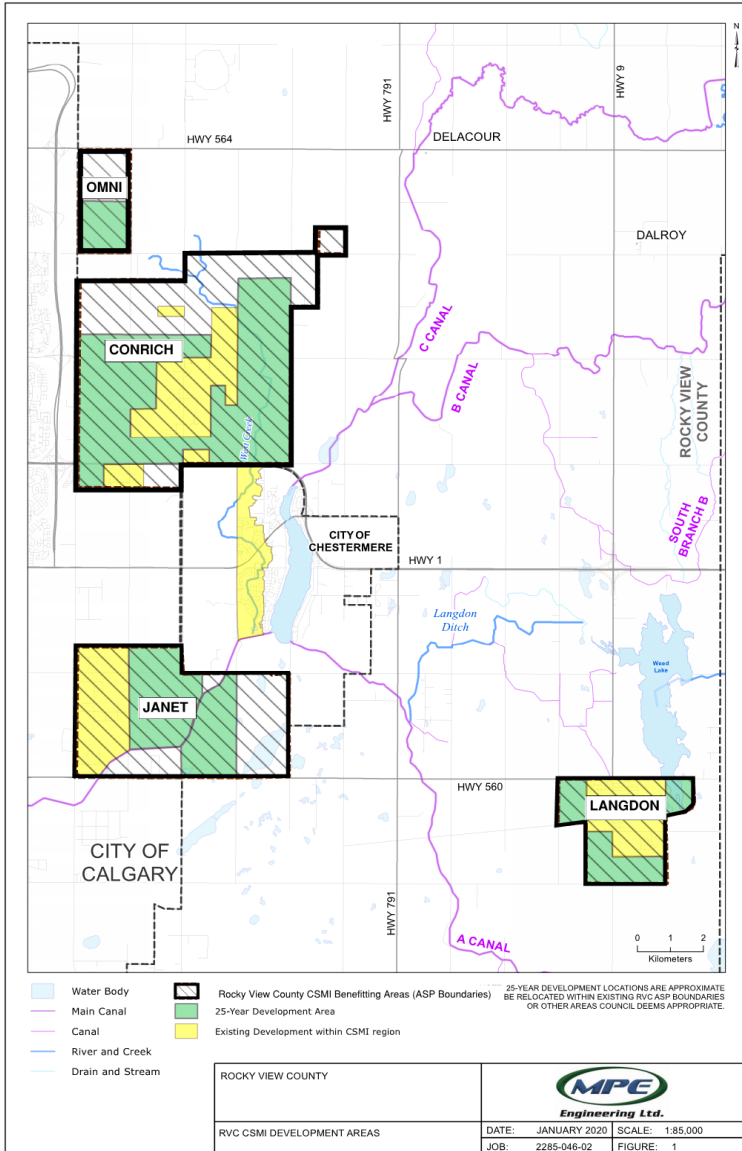 N
HWY 791
HWY 9
HWY 564
DELACOUR
OMNI
DALROY
CONRICH
C CANAL
B CANAL
ROCKY VIEW
COUNTY
West Creek
SOUTH
BRANCH B
CITY OF
CHESTERMERE
HWY 1
Langdon
Ditch
Weed
Lake
JANET
HWY 560
LANGDON
CITY OF
CALGARY
HWY 791
A CANAL
0 1 2
Kilometers
Water Body
Main Canal
Canal
River and Creek
Drain and Stream
Rocky View County CSMI Benefitting Areas (ASP Boundaries)
25-Year Development Area
Existing Development within CSMI region
25-YEAR DEVELOPMENT LOCATIONS ARE APPROXIMATE
BE RELOCATED WITHIN EXISTING RVC ASP BOUNDARIES
OR OTHER AREAS COUNCIL DEEMS APPROPRIATE.
ROCKY VIEW COUNTY
MPE
Engineering Ltd.
RVC CSMI DEVELOPMENT AREAS
DATE: JANUARY 2020 SCALE: 1:85,000
JOB: 2285-046-02 FIGURE: 1